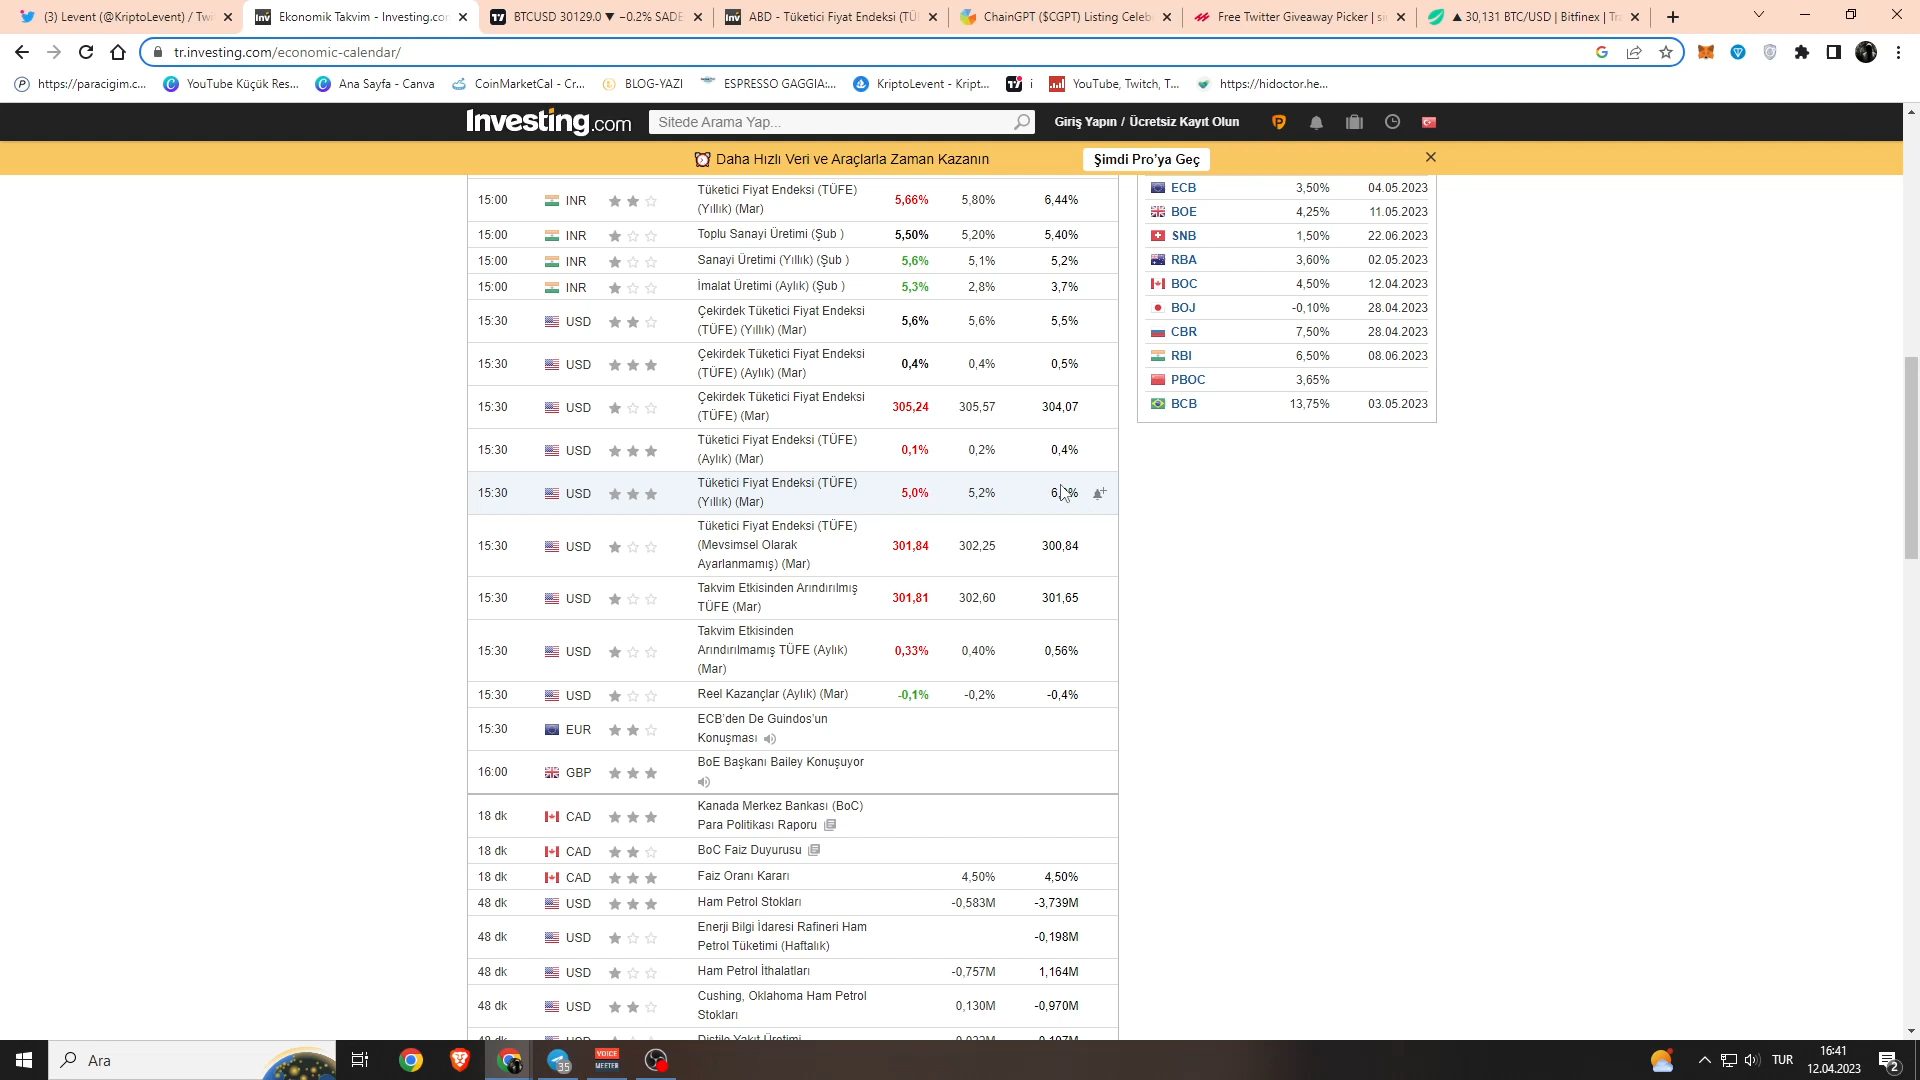 (3) Levent (@KriptoLevent) / Twi
Ekonomik Takvim - Investing.com
BTCUSD 30129.0 ▼ −0.2% SADE
ABD - Tüketici Fiyat Endeksi (TÜ
ChainGPT ($CGPT) Listing Celeb
Free Twitter Giveaway Picker | si
▲ 30,131 BTC/USD | Bitfinex | Tr
tr.investing.com/economic-calendar/
https://paracigim.c...
YouTube Küçük Res...
Ana Sayfa - Canva
CoinMarketCal - Cr...
BLOG-YAZI
ESPRESSO GAGGIA:...
KriptoLevent - Kript...
i
YouTube, Twitch, T...
https://hidoctor.he...
Investing.com
Sitede Arama Yap...
Giriş Yapın / Ücretsiz Kayıt Olun
Daha Hızlı Veri ve Araçlarla Zaman Kazanın
Şimdi Pro'ya Geç
15:00 INR Tüketici Fiyat Endeksi (TÜFE) 5,66% 5,80% 6,44%
(Yıllık) (Mar)
15:00 INR Toplu Sanayi Üretimi (Şub ) 5,50% 5,20% 5,40%
15:00 INR Sanayi Üretimi (Yıllık) (Şub ) 5,6% 5,1% 5,2%
15:00 INR İmalat Üretimi (Aylık) (Şub ) 5,3% 2,8% 3,7%
15:30 USD Çekirdek Tüketici Fiyat Endeksi 5,6% 5,6% 5,5%
(TÜFE) (Yıllık) (Mar)
15:30 USD Çekirdek Tüketici Fiyat Endeksi 0,4% 0,4% 0,5%
(TÜFE) (Aylık) (Mar)
15:30 USD Çekirdek Tüketici Fiyat Endeksi 305,24 305,57 304,07
(TÜFE) (Mar)
15:30 USD Tüketici Fiyat Endeksi (TÜFE) 0,1% 0,2% 0,4%
(Aylık) (Mar)
15:30 USD Tüketici Fiyat Endeksi (TÜFE) 5,0% 5,2%
(Yıllık) (Mar)
15:30 USD Tüketici Fiyat Endeksi (TÜFE) 301,84 302,25 300,84
(Mevsimsel Olarak
Ayarlanmamış) (Mar)
15:30 USD Takvim Etkisinden Arındırılmış 301,81 302,60 301,65
TÜFE (Mar)
15:30 USD Takvim Etkisinden 0,33% 0,40% 0,56%
Arındırılmamış TÜFE (Aylık)
(Mar)
15:30 USD Reel Kazançlar (Aylık) (Mar) -0,1% -0,2% -0,4%
15:30 EUR ECB'den De Guindos'un
Konuşması
16:00 GBP BoE Başkanı Bailey Konuşuyor
18 dk CAD Kanada Merkez Bankası (BoC)
Para Politikası Raporu
18 dk CAD BoC Faiz Duyurusu
18 dk CAD Faiz Oranı Kararı 4,50% 4,50%
48 dk USD Ham Petrol Stokları -0,583M -3,739M
48 dk USD Enerji Bilgi İdaresi Rafineri Ham -0,198M
Petrol Tüketimi (Haftalık)
48 dk USD Ham Petrol İthalatları -0,757M 1,164M
48 dk USD Cushing, Oklahoma Ham Petrol 0,130M -0,970M
Stokları
ECB 3,50% 04.05.2023
BOE 4,25% 11.05.2023
SNB 1,50% 22.06.2023
RBA 3,60% 02.05.2023
BOC 4,50% 12.04.2023
BOJ -0,10% 28.04.2023
CBR 7,50% 28.04.2023
RBI 6,50% 08.06.2023
PBOC 3,65%
BCB 13,75% 03.05.2023
Ara
35
VOICE
MEETER
TUR
16:41
12.04.2023
2